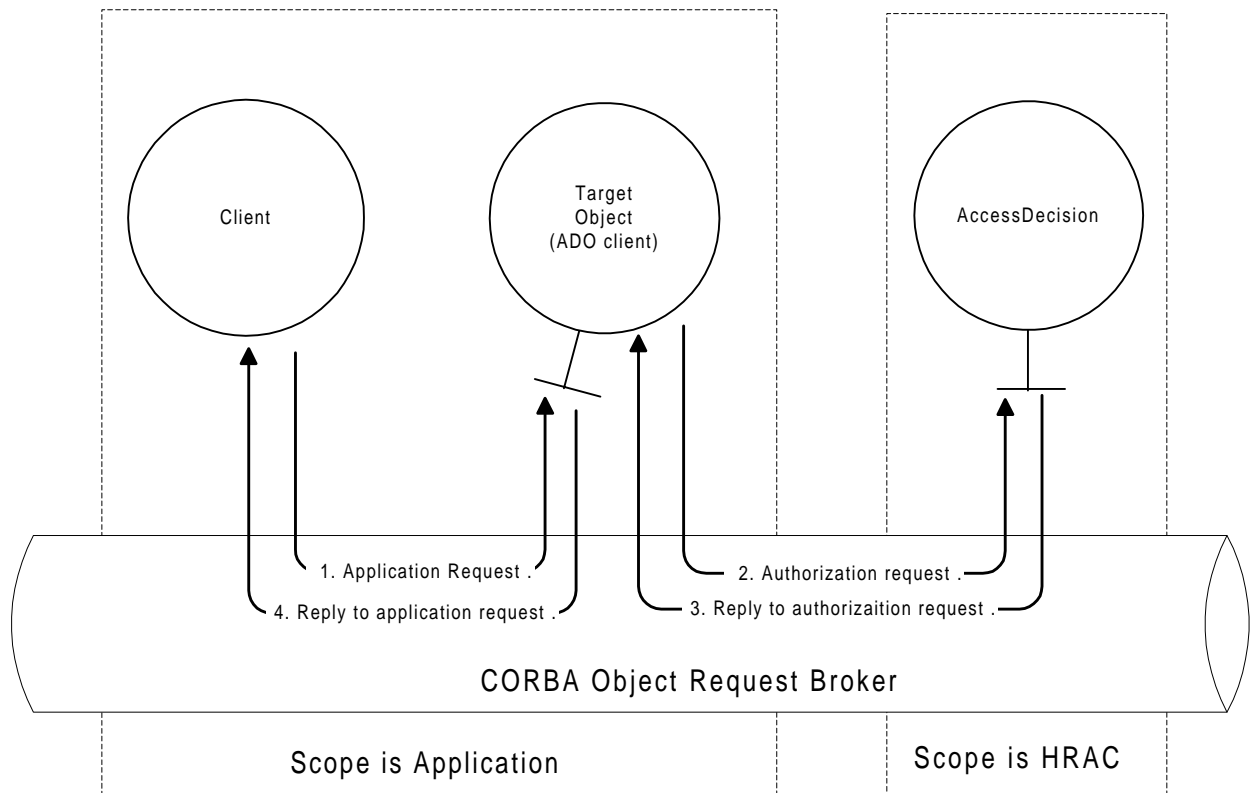 Client
Target
Object
(ADO client)
AccessDecision
1. Application Request .
2. Authorization request .
4. Reply to application request .
3. Reply to authorizaition request .
CORBA Object Request Broker
Scope is Application
Scope is HRAC